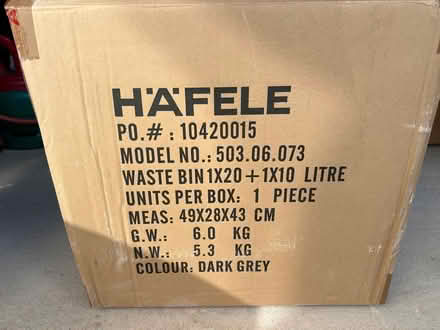 HÄFELE
PO.# : 10420015
MODEL NO.: 503.06.073
WASTE BIN 1X20+1X10 LITRE
UNITS PER BOX: 1 PIECE
MEAS: 49X28X43 CM
G.W.: 6.0 KG
N.W.: 5.3 KG
COLOUR: DARK GREY